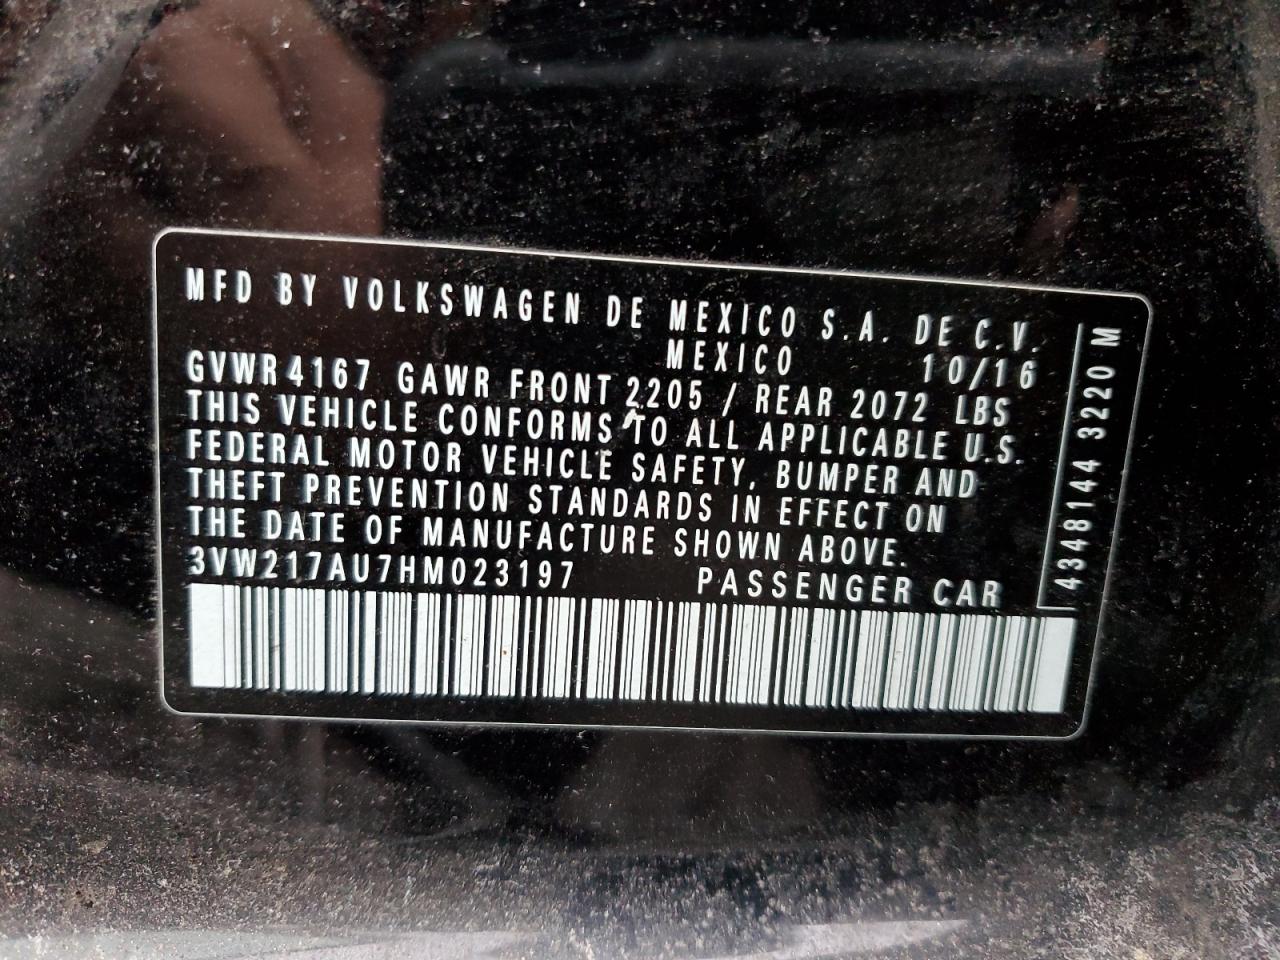 MFD BY VOLKSWAGEN DE MEXICO S.A. DE C.V.
MEXICO 10/16
GVWR 4167 GAWR FRONT 2205 / REAR 2072 LBS
THIS VEHICLE CONFORMS TO ALL APPLICABLE U.S.
FEDERAL MOTOR VEHICLE SAFETY, BUMPER AND
THEFT PREVENTION STANDARDS IN EFFECT ON
THE DATE OF MANUFACTURE SHOWN ABOVE.
3VW217AU7HM023197 PASSENGER CAR
4348144 3220 M